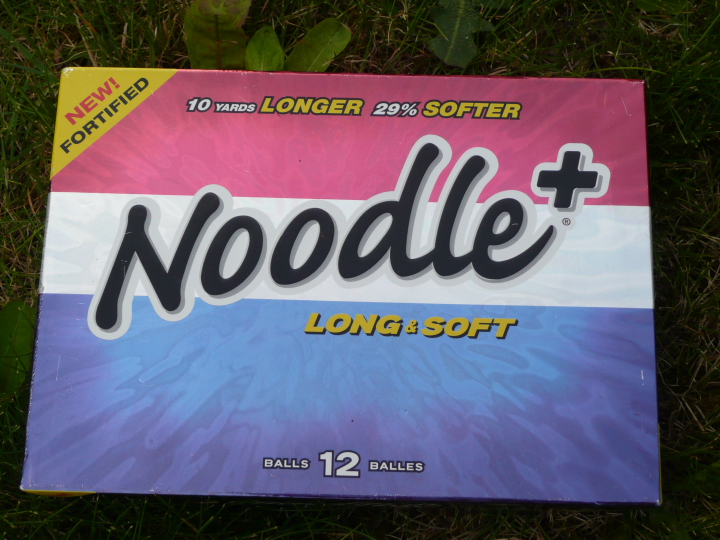 NEW!
FORTIFIED
10 YARDS LONGER 29% SOFTER
Noodle+®
LONG & SOFT
BALLS 12 BALLES